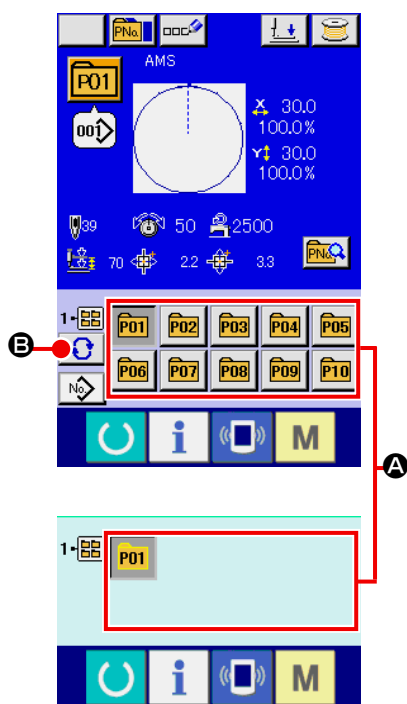 PNo.
AMS
P01
001
X 30.0
100.0%
Y 30.0
100.0%
39 50 2500
70 2.2 3.3
PNo.
1-
P01 P02 P03 P04 P05
B
P06 P07 P08 P09 P10
No.
i M
A
1-
P01
i M